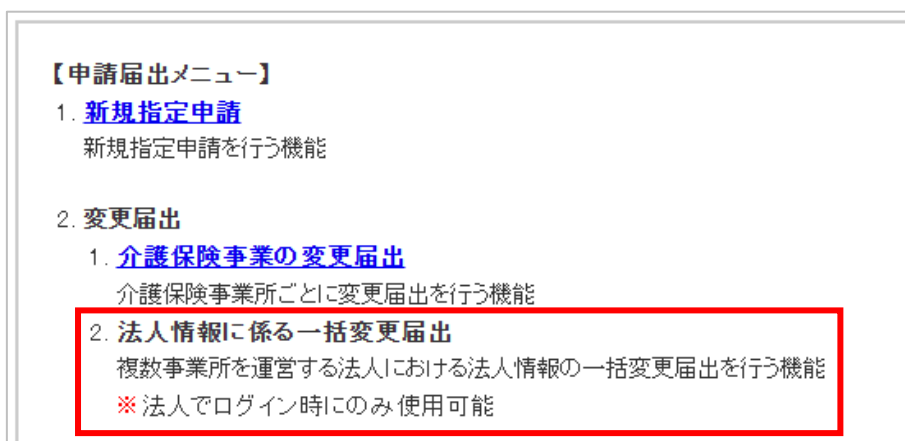 【申請届出メニュー】
1. 新規指定申請
新規指定申請を行う機能
2. 変更届出
1. 介護保険事業の変更届出
介護保険事業所ごとに変更届出を行う機能
2. 法人情報に係る一括変更届出
複数事業所を運営する法人における法人情報の一括変更届出を行う機能
※法人でログイン時にのみ使用可能